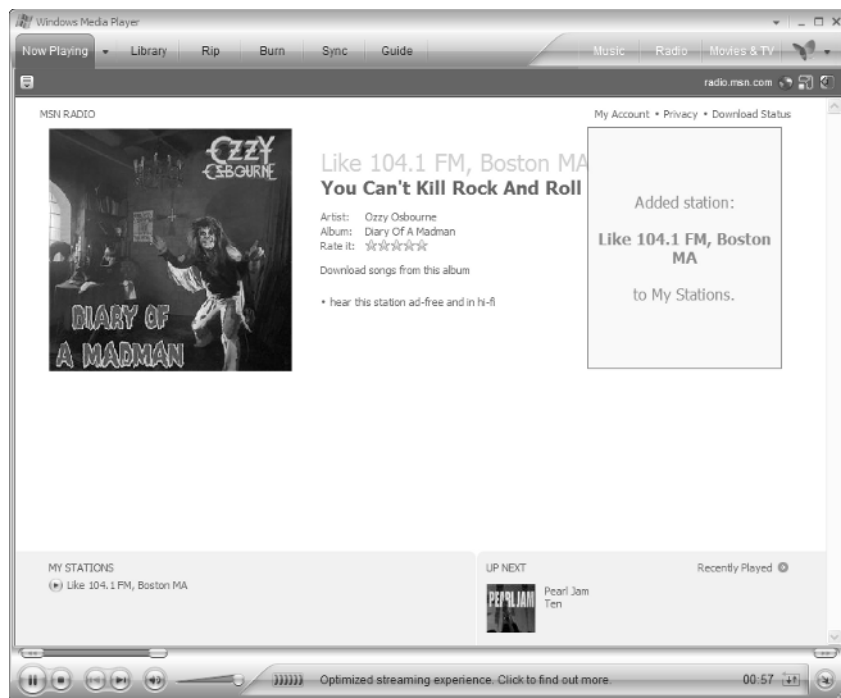 Windows Media Player
Now Playing Library Rip Burn Sync Guide Music Radio Movies & TV
radio.msn.com
MSN RADIO
My Account • Privacy • Download Status
OZZY
OSBOURNE
DIARY OF
A MADMAN
Like 104.1 FM, Boston MA
You Can't Kill Rock And Roll
Artist: Ozzy Osbourne
Album: Diary Of A Madman
Rate it:
Download songs from this album
• hear this station ad-free and in hi-fi
Added station:
Like 104.1 FM, Boston
MA
to My Stations.
MY STATIONS
Like 104.1 FM, Boston MA
UP NEXT
Recently Played
PEARL JAM
Pearl Jam
Ten
Optimized streaming experience. Click to find out more.
00:57